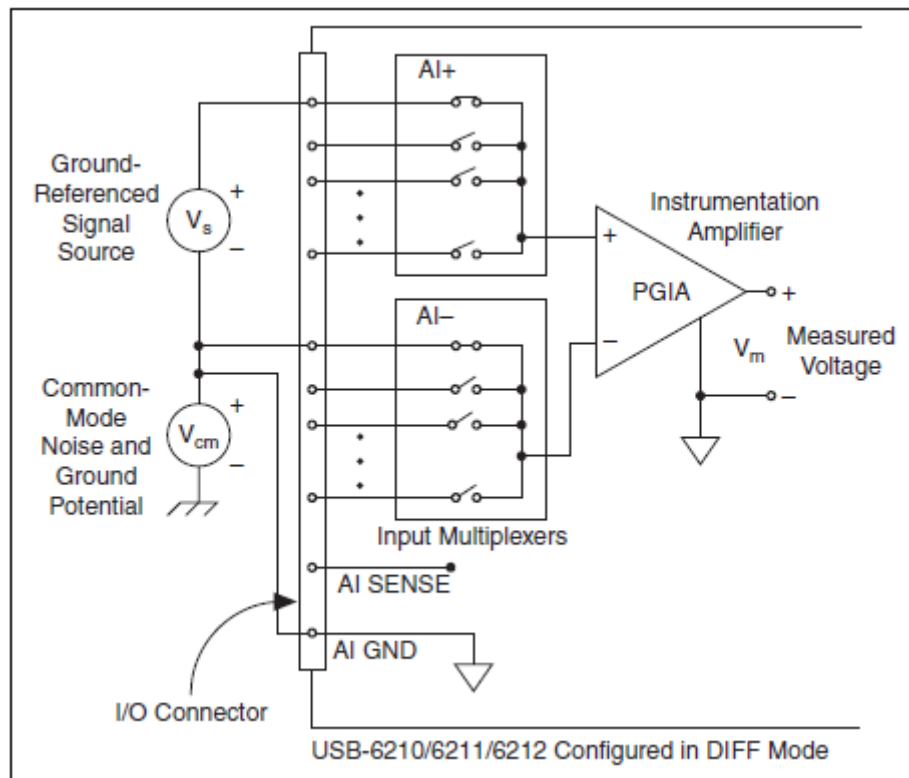 AI+
Ground-
Referenced
Signal
Source
+
Vs
–
Instrumentation
Amplifier
+
PGIA
–
+
Vm
Measured
Voltage
–
AI–
Common-
Mode
Noise and
Ground
Potential
+
Vcm
–
Input Multiplexers
AI SENSE
AI GND
I/O Connector
USB-6210/6211/6212 Configured in DIFF Mode